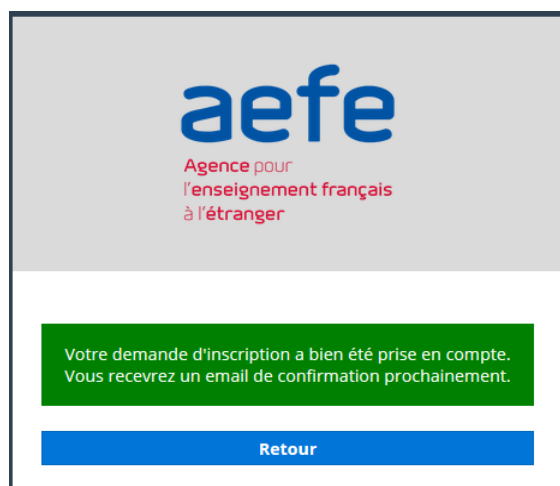 aefe
Agence pour
l'enseignement français
à l'étranger
Votre demande d'inscription a bien été prise en compte.
Vous recevrez un email de confirmation prochainement.
Retour